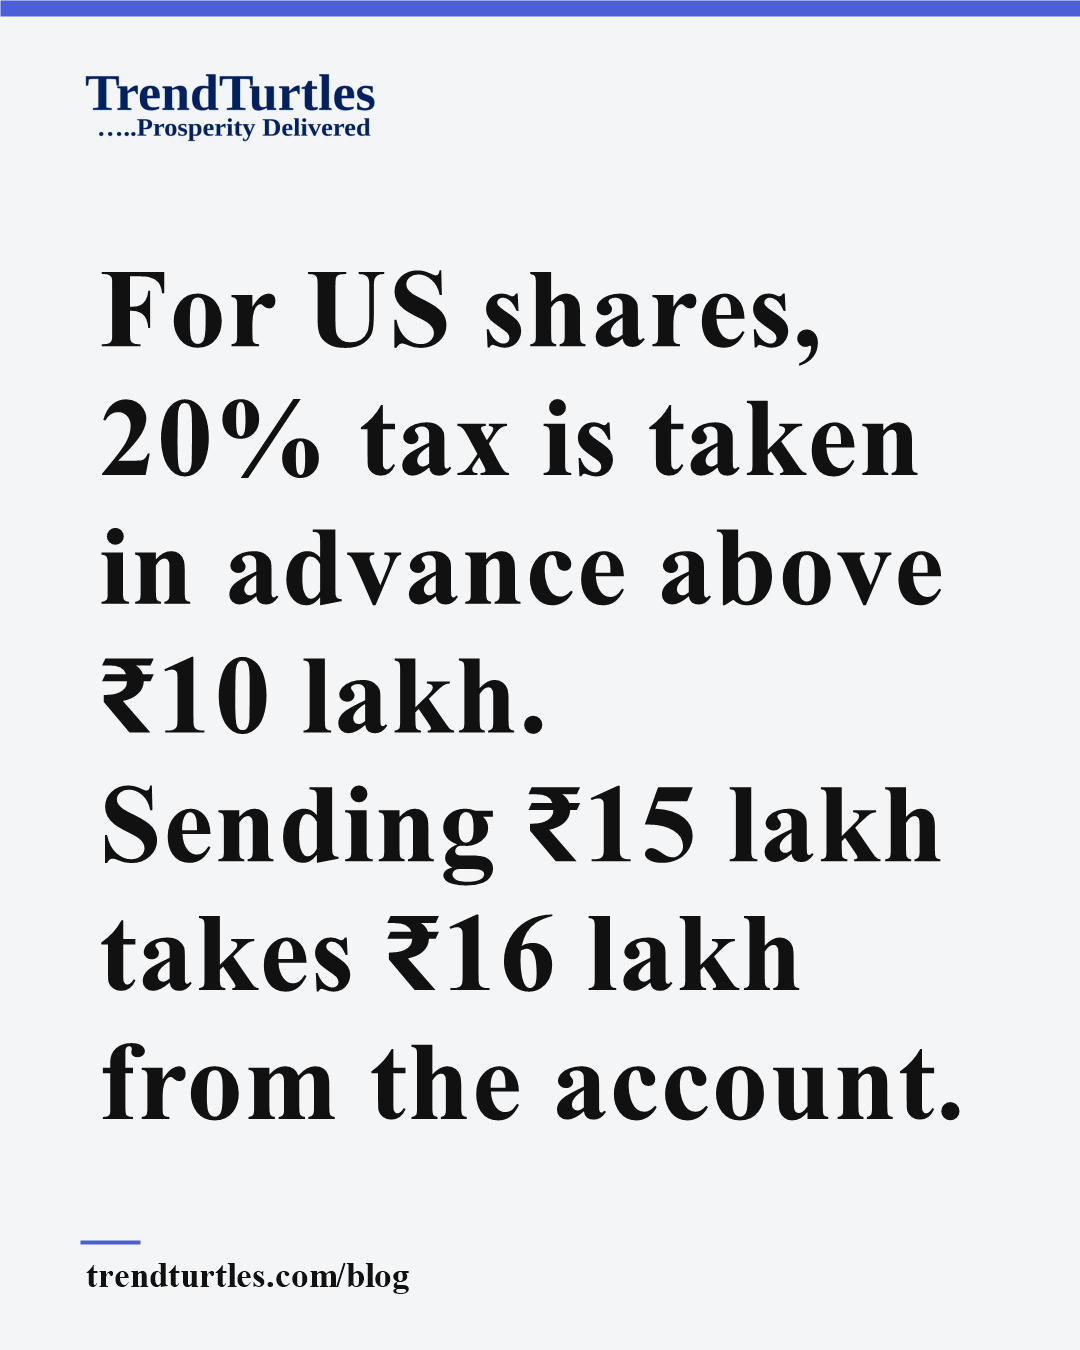 TrendTurtles
.....Prosperity Delivered
For US shares,
20% tax is taken
in advance above
₹10 lakh.
Sending ₹15 lakh
takes ₹16 lakh
from the account.
trendturtles.com/blog